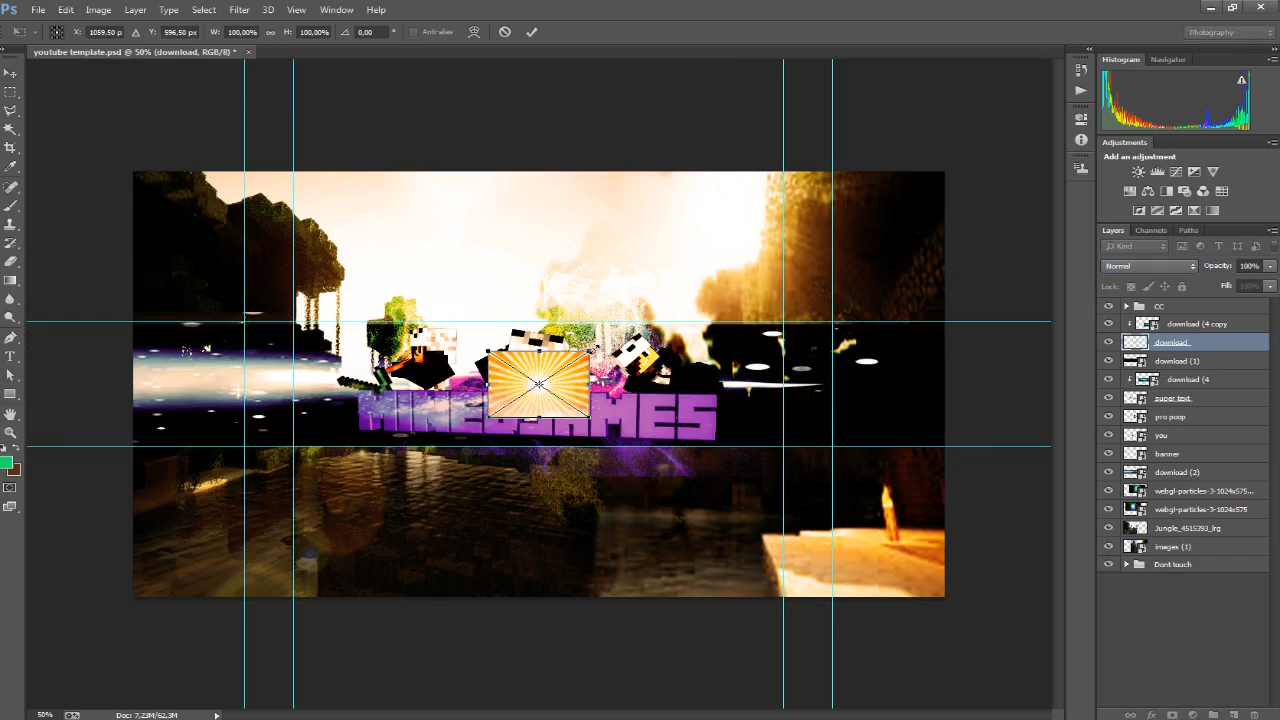 Ps File Edit Image Layer Type Select Filter 3D View Window Help
X: 1059,50 px Y: 596,50 px W: 100,00% H: 100,00% 0,00 ° Anti-alias Photography
youtube template.psd @ 50% (download, RGB/8) * ×
Histogram Navigator
Adjustments
Add an adjustment
Layers Channels Paths
Kind
Normal Opacity: 100%
Lock: Fill: 100%
CC
download (4 copy
download
download (1)
download (4
super text
pro poop
you
banner
download (2)
webgl-particles-3-1024x575...
webgl-particles-3-1024x575
Jungle_4515393_lrg
images (1)
Dont touch
50% Doc: 7,23M/62,3M